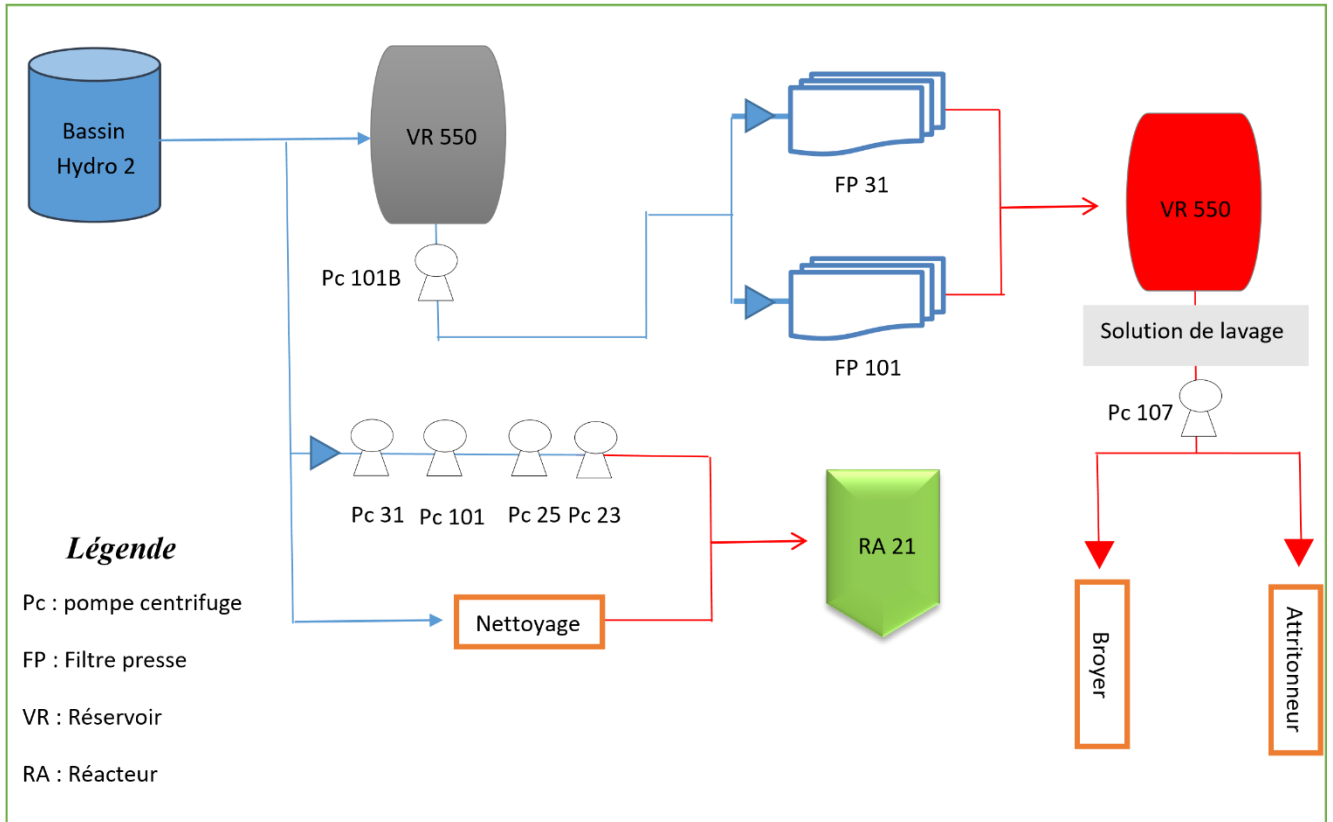 Bassin
Hydro 2
VR 550
Pc 101B
FP 31
FP 101
VR 550
Solution de lavage
Pc 107
Pc 31
Pc 101
Pc 25
Pc 23
RA 21
Nettoyage
Broyer
Attritonneur
Légende
Pc : pompe centrifuge
FP : Filtre presse
VR : Réservoir
RA : Réacteur